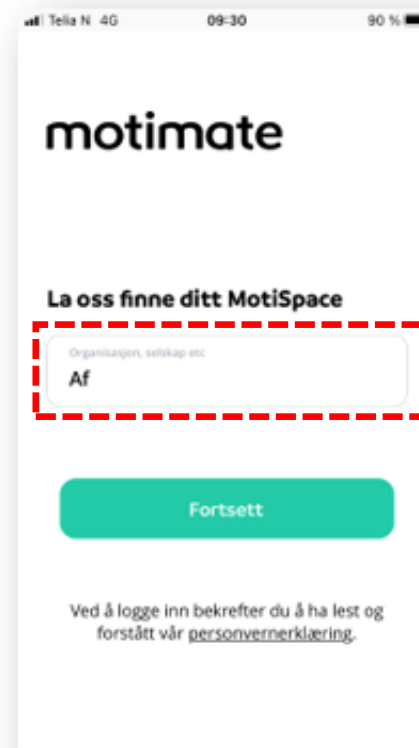 Telia N 4G 09:30 90 %
motimate
La oss finne ditt MotiSpace
Organisasjon, selskap etc
Af
Fortsett
Ved å logge inn bekrefter du å ha lest og
forstått vår personvernerklæring.